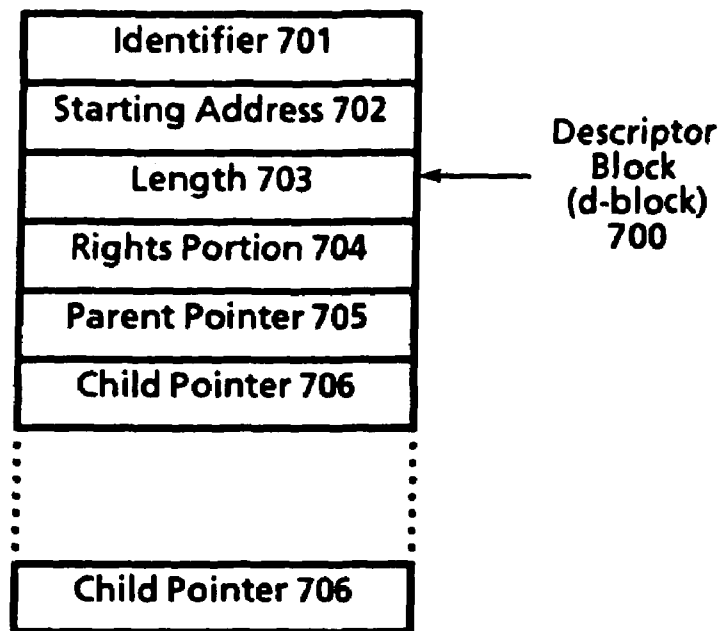 Identifier 701
Starting Address 702
Length 703
Rights Portion 704
Parent Pointer 705
Child Pointer 706
Child Pointer 706
Descriptor
Block
(d-block)
700